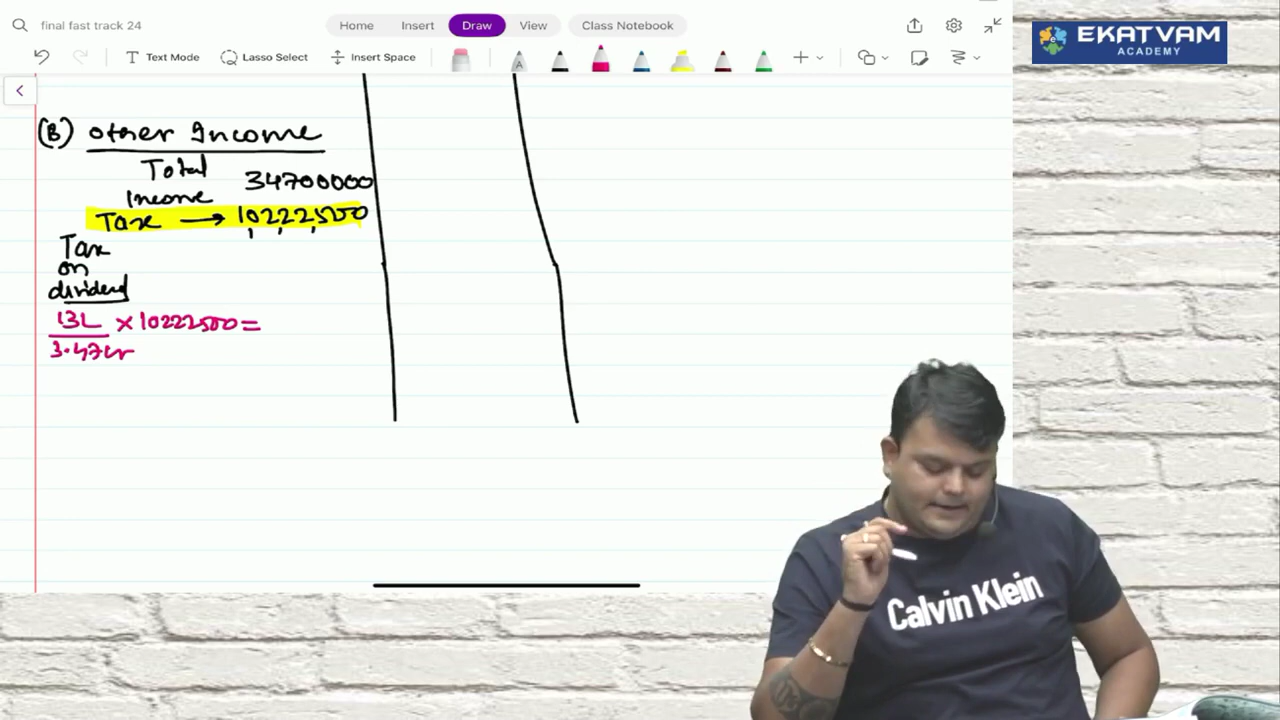 final fast track 24
Home Insert Draw View Class Notebook
Text Mode Lasso Select Insert Space
EKATVAM
ACADEMY
(B) Other Income
Total
Income 34700000
Tax → 10222500
Tax
on
dividend
13L × 10222500 =
3.47cr
Calvin Klein